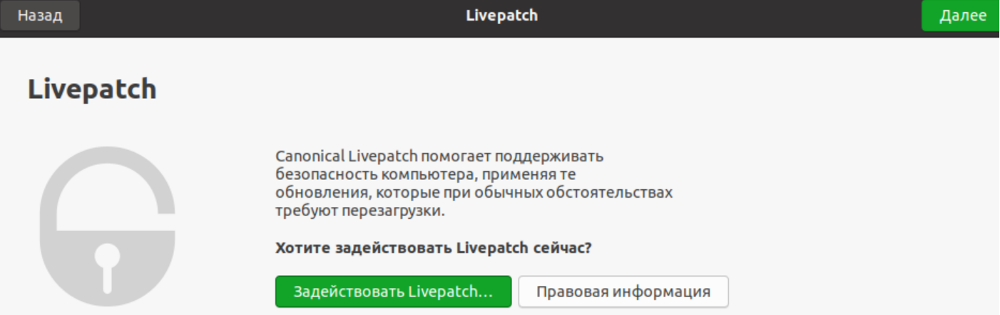 Назад
Livepatch
Далее
Livepatch
Canonical Livepatch помогает поддерживать
безопасность компьютера, применяя те
обновления, которые при обычных обстоятельствах
требуют перезагрузки.
Хотите задействовать Livepatch сейчас?
Задействовать Livepatch...
Правовая информация